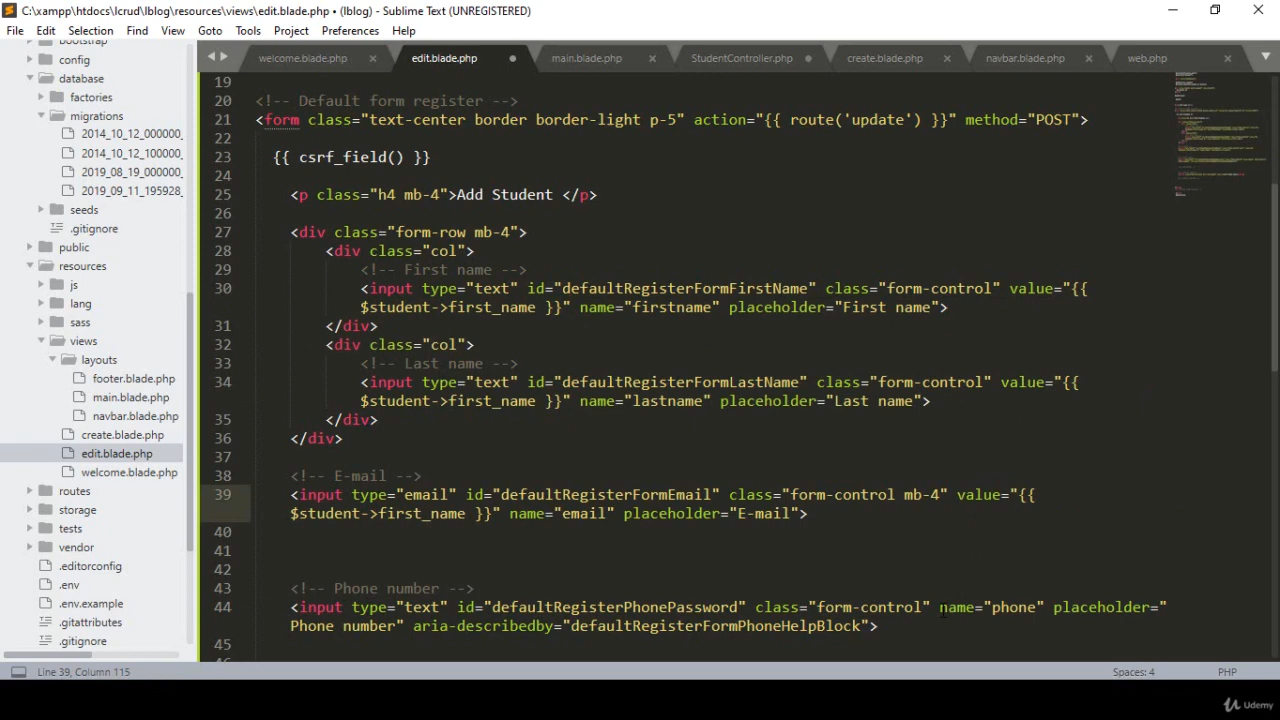 C:\xampp\htdocs\lcrud\lblog\resources\views\edit.blade.php • (lblog) - Sublime Text (UNREGISTERED)
File Edit Selection Find View Goto Tools Project Preferences Help
welcome.blade.php edit.blade.php main.blade.php StudentController.php create.blade.php navbar.blade.php web.php
bootstrap
config
database
factories
migrations
2014_10_12_000000_
2014_10_12_100000_
2019_08_19_000000_
2019_09_11_195928_
seeds
.gitignore
public
resources
js
lang
sass
views
layouts
footer.blade.php
main.blade.php
navbar.blade.php
create.blade.php
edit.blade.php
welcome.blade.php
routes
storage
tests
vendor
.editorconfig
.env
.env.example
.gitattributes
.gitignore
19
20 <!-- Default form register -->
21 <form class="text-center border border-light p-5" action="{{ route('update') }}" method="POST">
22
23 {{ csrf_field() }}
24
25 <p class="h4 mb-4">Add Student </p>
26
27 <div class="form-row mb-4">
28 <div class="col">
29 <!-- First name -->
30 <input type="text" id="defaultRegisterFormFirstName" class="form-control" value="{{
$student->first_name }}" name="firstname" placeholder="First name">
31 </div>
32 <div class="col">
33 <!-- Last name -->
34 <input type="text" id="defaultRegisterFormLastName" class="form-control" value="{{
$student->first_name }}" name="lastname" placeholder="Last name">
35 </div>
36 </div>
37
38 <!-- E-mail -->
39 <input type="email" id="defaultRegisterFormEmail" class="form-control mb-4" value="{{
$student->first_name }}" name="email" placeholder="E-mail">
40
41
42
43 <!-- Phone number -->
44 <input type="text" id="defaultRegisterPhonePassword" class="form-control" name="phone" placeholder="
Phone number" aria-describedby="defaultRegisterFormPhoneHelpBlock">
45
Line 39, Column 115 Spaces: 4 PHP
Udemy